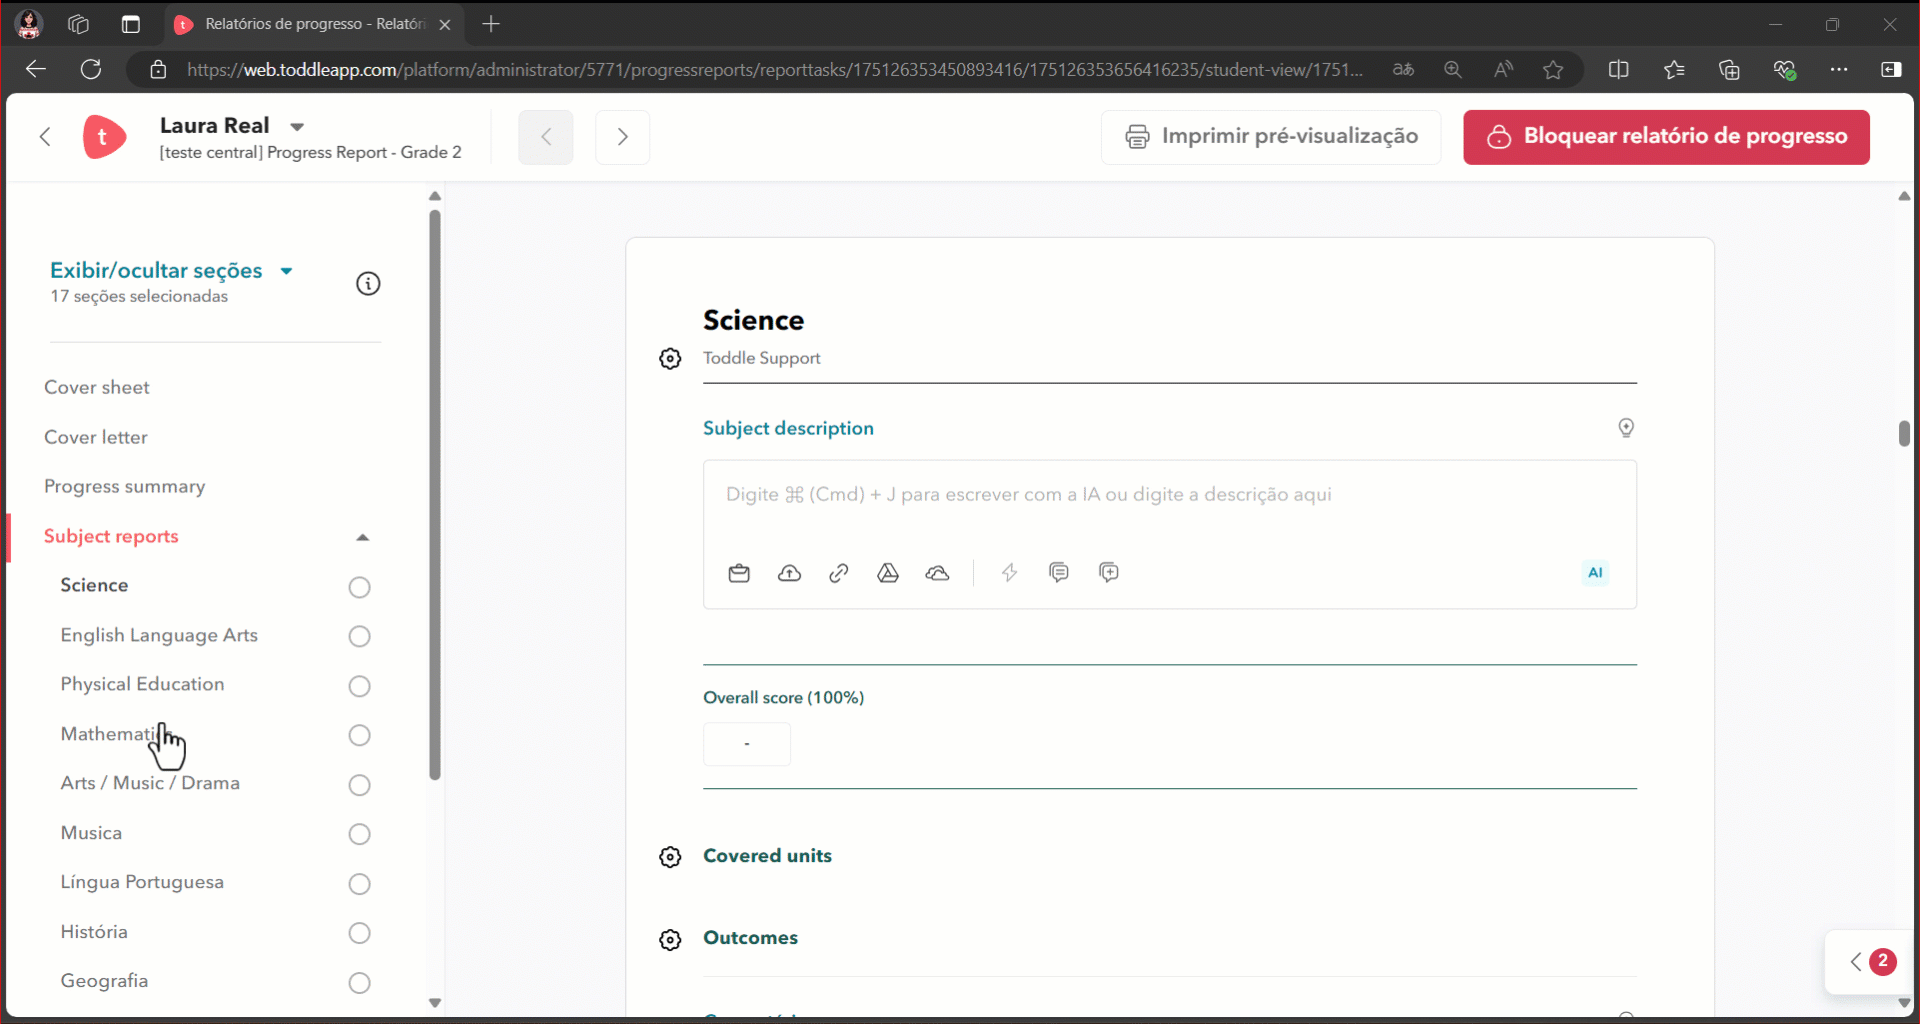 Relatórios de progresso - Relatóri
https://web.toddleapp.com/platform/administrator/5771/progressreports/reporttasks/175126353450893416/175126353656416235/student-view/1751...
t
Laura Real
[teste central] Progress Report - Grade 2
Imprimir pré-visualização
Bloquear relatório de progresso
Exibir/ocultar seções
17 seções selecionadas
Cover sheet
Cover letter
Progress summary
Subject reports
Science
English Language Arts
Physical Education
Mathematics
Arts / Music / Drama
Musica
Língua Portuguesa
História
Geografia
Science
Toddle Support
Subject description
Digite ⌘ (Cmd) + J para escrever com a IA ou digite a descrição aqui
AI
Overall score (100%)
-
Covered units
Outcomes
2